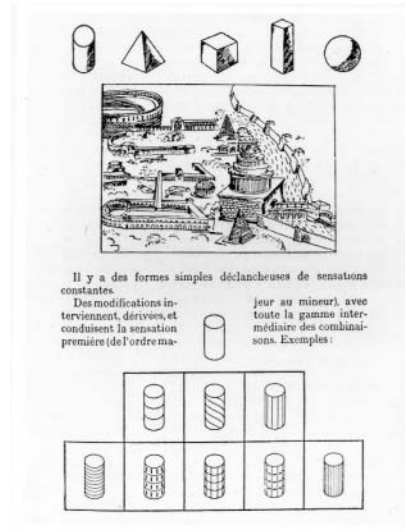 Il y a des formes simples déclancheuses de sensations
constantes.
Des modifications in-
terviennent, dérivées, et
conduisent la sensation
première (de l'ordre ma-
jeur au mineur), avec
toute la gamme inter-
médiaire des combinai-
sons. Exemples :